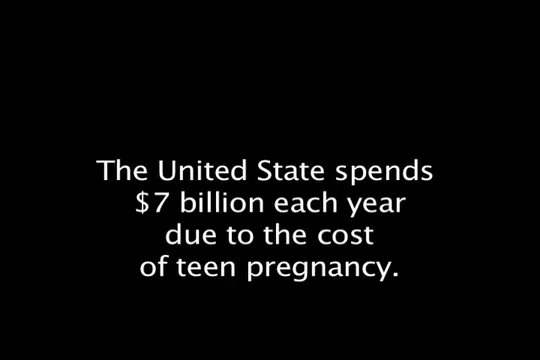 The United State spends
$7 billion each year
due to the cost
of teen pregnancy.